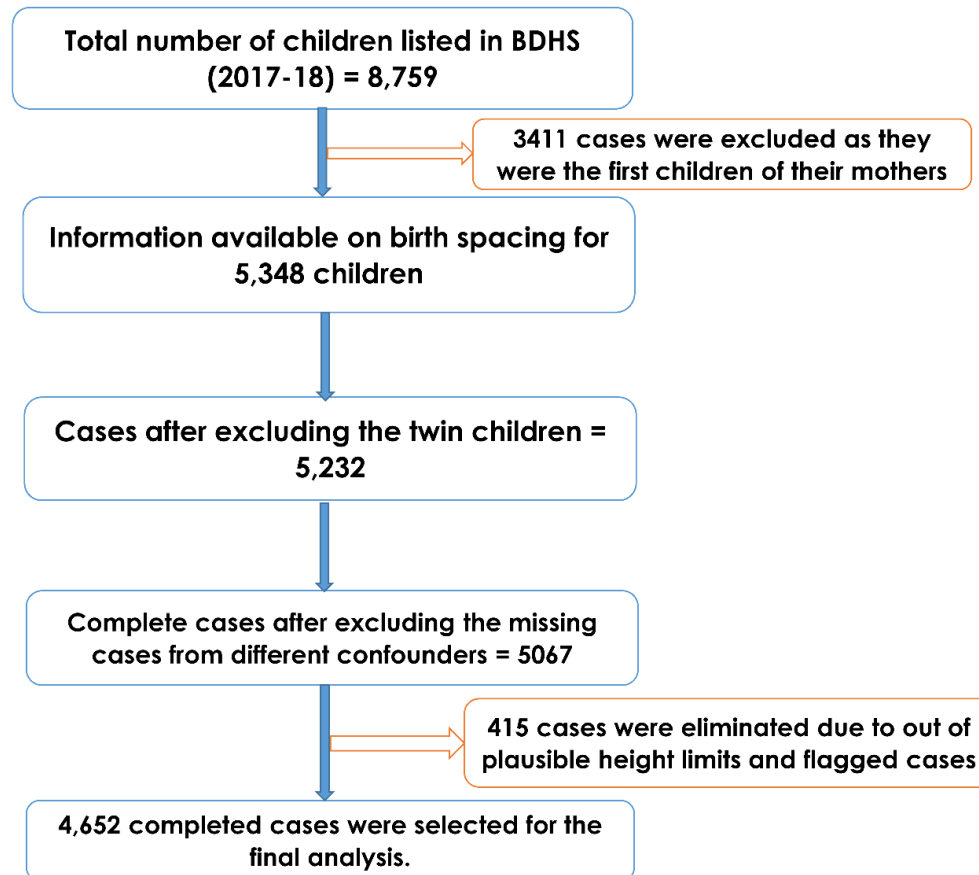 Total number of children listed in BDHS
(2017-18) = 8,759
3411 cases were excluded as they
were the first children of their mothers
Information available on birth spacing for
5,348 children
Cases after excluding the twin children =
5,232
Complete cases after excluding the missing
cases from different confounders = 5067
415 cases were eliminated due to out of
plausible height limits and flagged cases
4,652 completed cases were selected for the
final analysis.